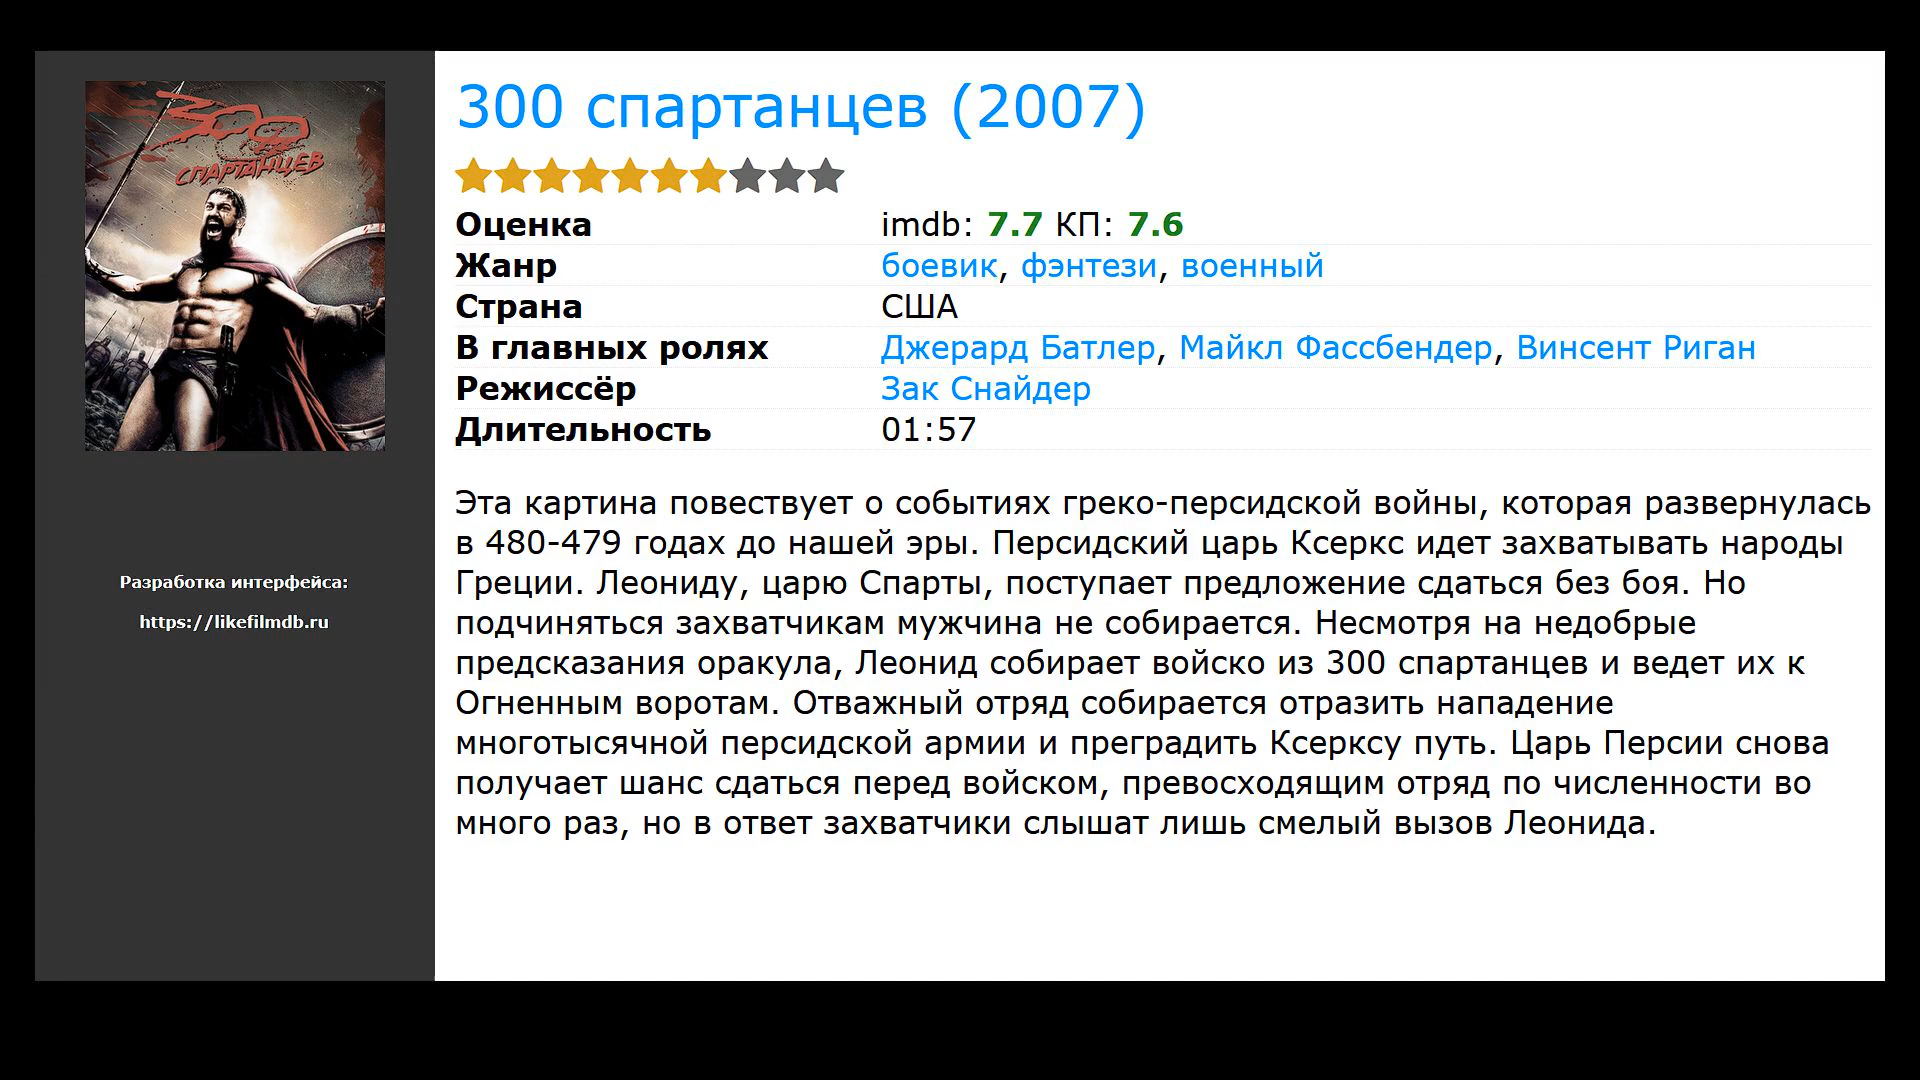 300
СПАРТАНЦЕВ
Разработка интерфейса:
https://likefilmdb.ru
300 спартанцев (2007)
Оценка imdb: 7.7 КП: 7.6
Жанр боевик, фэнтези, военный
Страна США
В главных ролях Джерард Батлер, Майкл Фассбендер, Винсент Риган
Режиссёр Зак Снайдер
Длительность 01:57
Эта картина повествует о событиях греко-персидской войны, которая развернулась
в 480-479 годах до нашей эры. Персидский царь Ксеркс идет захватывать народы
Греции. Леониду, царю Спарты, поступает предложение сдаться без боя. Но
подчиняться захватчикам мужчина не собирается. Несмотря на недобрые
предсказания оракула, Леонид собирает войско из 300 спартанцев и ведет их к
Огненным воротам. Отважный отряд собирается отразить нападение
многотысячной персидской армии и преградить Ксерксу путь. Царь Персии снова
получает шанс сдаться перед войском, превосходящим отряд по численности во
много раз, но в ответ захватчики слышат лишь смелый вызов Леонида.